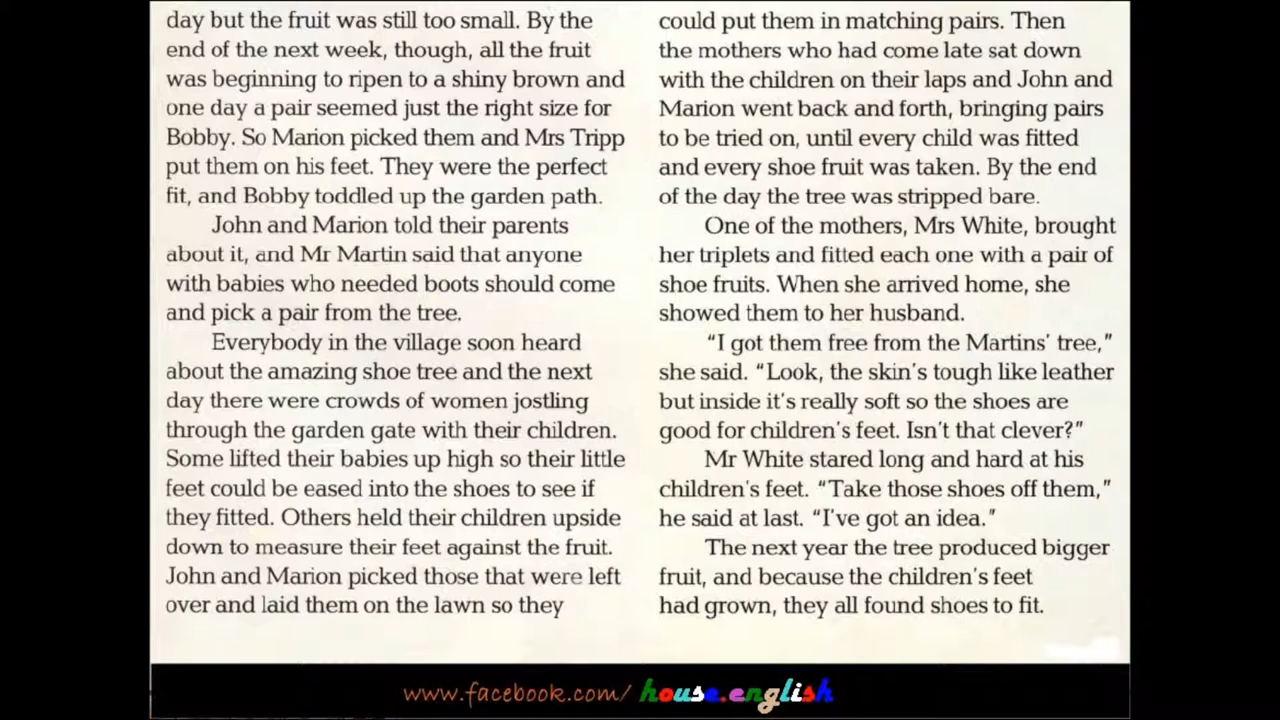 day but the fruit was still too small. By the
end of the next week, though, all the fruit
was beginning to ripen to a shiny brown and
one day a pair seemed just the right size for
Bobby. So Marion picked them and Mrs Tripp
put them on his feet. They were the perfect
fit, and Bobby toddled up the garden path.
John and Marion told their parents
about it, and Mr Martin said that anyone
with babies who needed boots should come
and pick a pair from the tree.
Everybody in the village soon heard
about the amazing shoe tree and the next
day there were crowds of women jostling
through the garden gate with their children.
Some lifted their babies up high so their little
feet could be eased into the shoes to see if
they fitted. Others held their children upside
down to measure their feet against the fruit.
John and Marion picked those that were left
over and laid them on the lawn so they
could put them in matching pairs. Then
the mothers who had come late sat down
with the children on their laps and John and
Marion went back and forth, bringing pairs
to be tried on, until every child was fitted
and every shoe fruit was taken. By the end
of the day the tree was stripped bare.
One of the mothers, Mrs White, brought
her triplets and fitted each one with a pair of
shoe fruits. When she arrived home, she
showed them to her husband.
“I got them free from the Martins’ tree,”
she said. “Look, the skin’s tough like leather
but inside it’s really soft so the shoes are
good for children’s feet. Isn’t that clever?”
Mr White stared long and hard at his
children’s feet. “Take those shoes off them,”
he said at last. “I’ve got an idea.”
The next year the tree produced bigger
fruit, and because the children’s feet
had grown, they all found shoes to fit.
www.facebook.com/ house.english